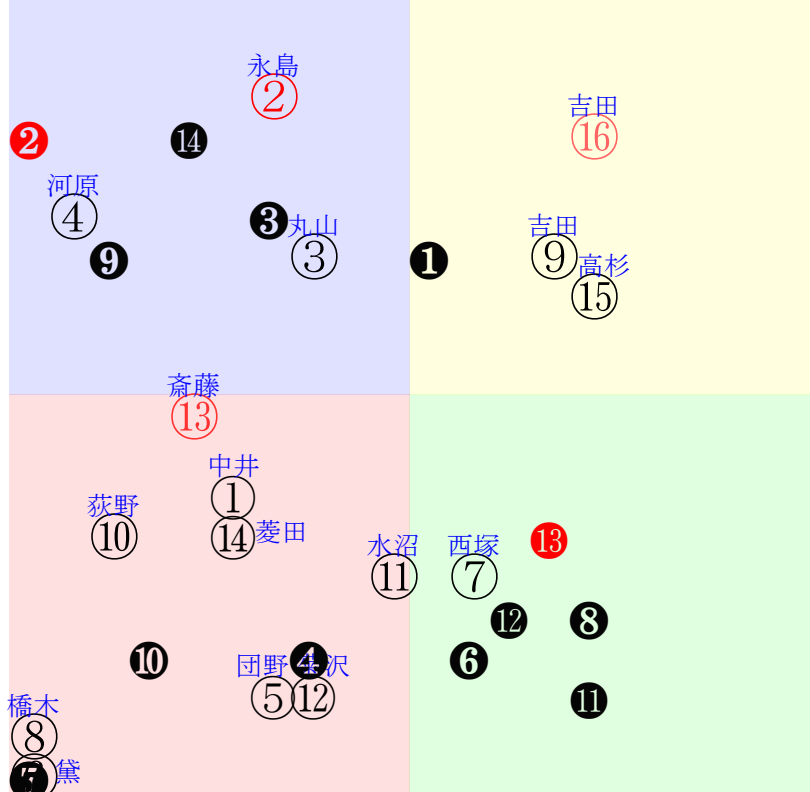 永島
②
吉田
⑯
❷
⓮
河原
④
❸
丸山
③
吉田
⑨
❾
❶
高杉
⑮
斎藤
⑬
中井
①
荻野
⑩
⑭
菱田
水沼
⑪
西塚
⑦
⓭
⓬
❽
❿
団野
⑤
❹
沢
⑫
❻
⓫
橋木
⑧
黛